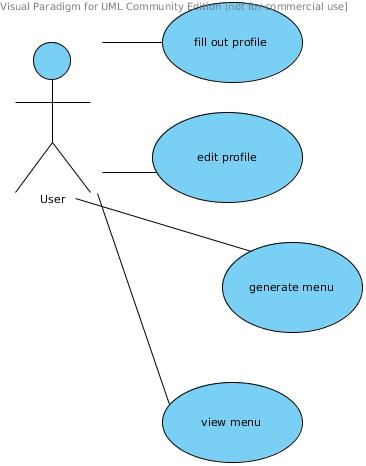 Visual Paradigm for UML Community Edition [not for commercial use]
fill out profile
edit profile
User
generate menu
view menu